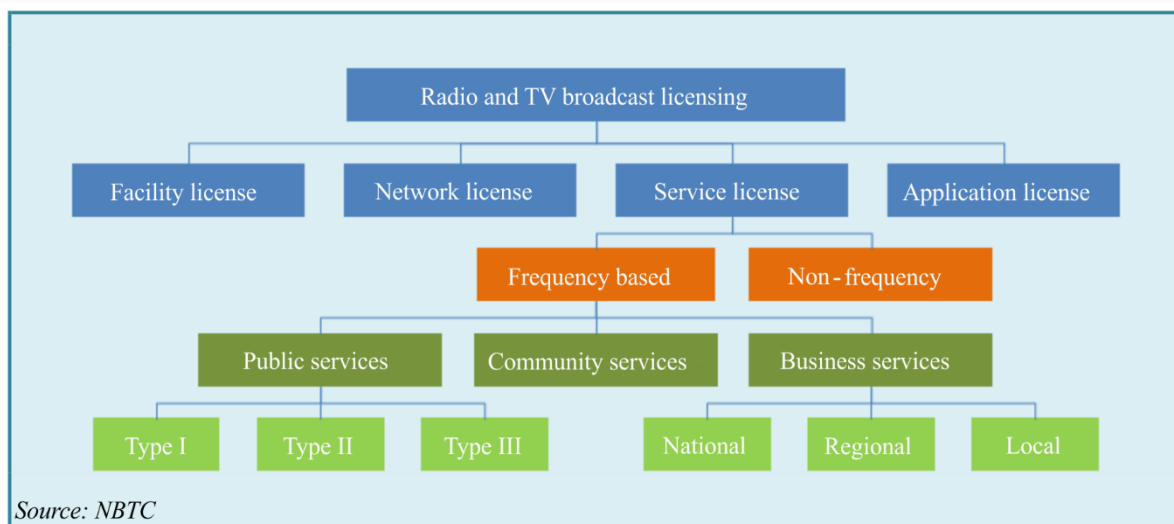 Radio and TV broadcast licensing
Facility license
Network license
Service license
Application license
Frequency based
Non-frequency
Public services
Community services
Business services
Type I
Type II
Type III
National
Regional
Local
Source: NBTC